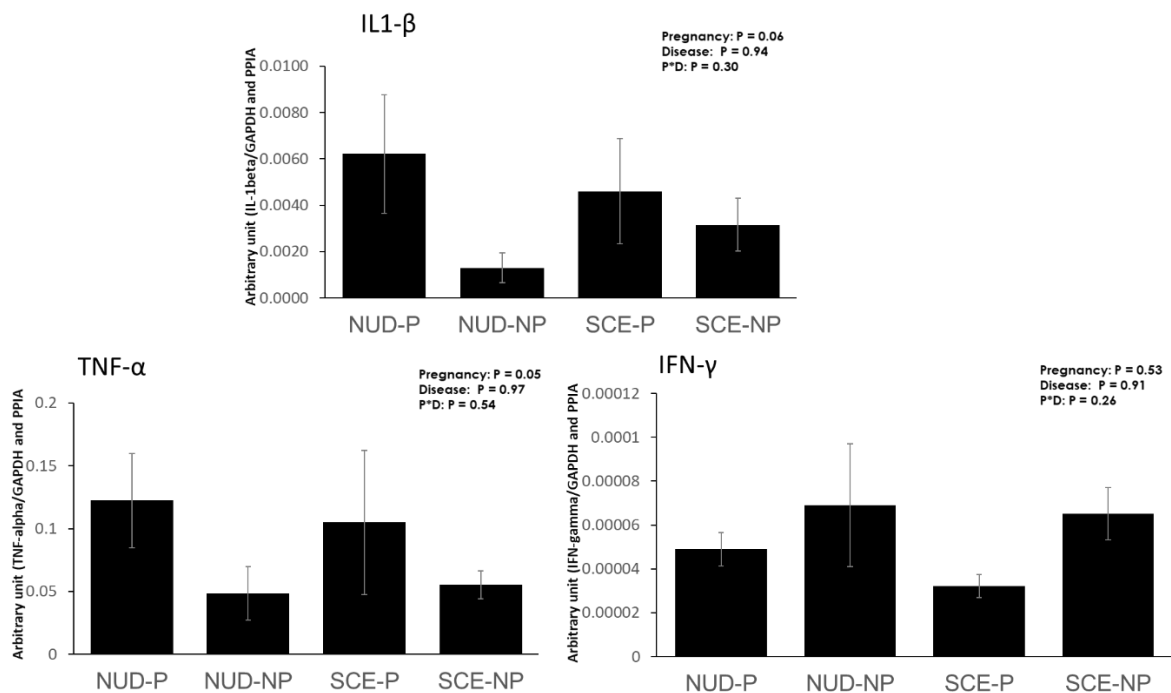 IL1-β
Pregnancy: P = 0.06
Disease: P = 0.94
P*D: P = 0.30
Arbitrary unit (IL-1beta/GAPDH and PPIA
0.0100
0.0080
0.0060
0.0040
0.0020
0.0000
NUD-P NUD-NP SCE-P SCE-NP
TNF-α
Pregnancy: P = 0.05
Disease: P = 0.97
P*D: P = 0.54
Arbitrary unit (TNF-alpha/GAPDH and PPIA
0.2
0.15
0.1
0.05
0
NUD-P NUD-NP SCE-P SCE-NP
IFN-γ
Pregnancy: P = 0.53
Disease: P = 0.91
P*D: P = 0.26
Arbitrary unit (IFN-gamma/GAPDH and PPIA
0.00012
0.0001
0.00008
0.00006
0.00004
0.00002
0
NUD-P NUD-NP SCE-P SCE-NP